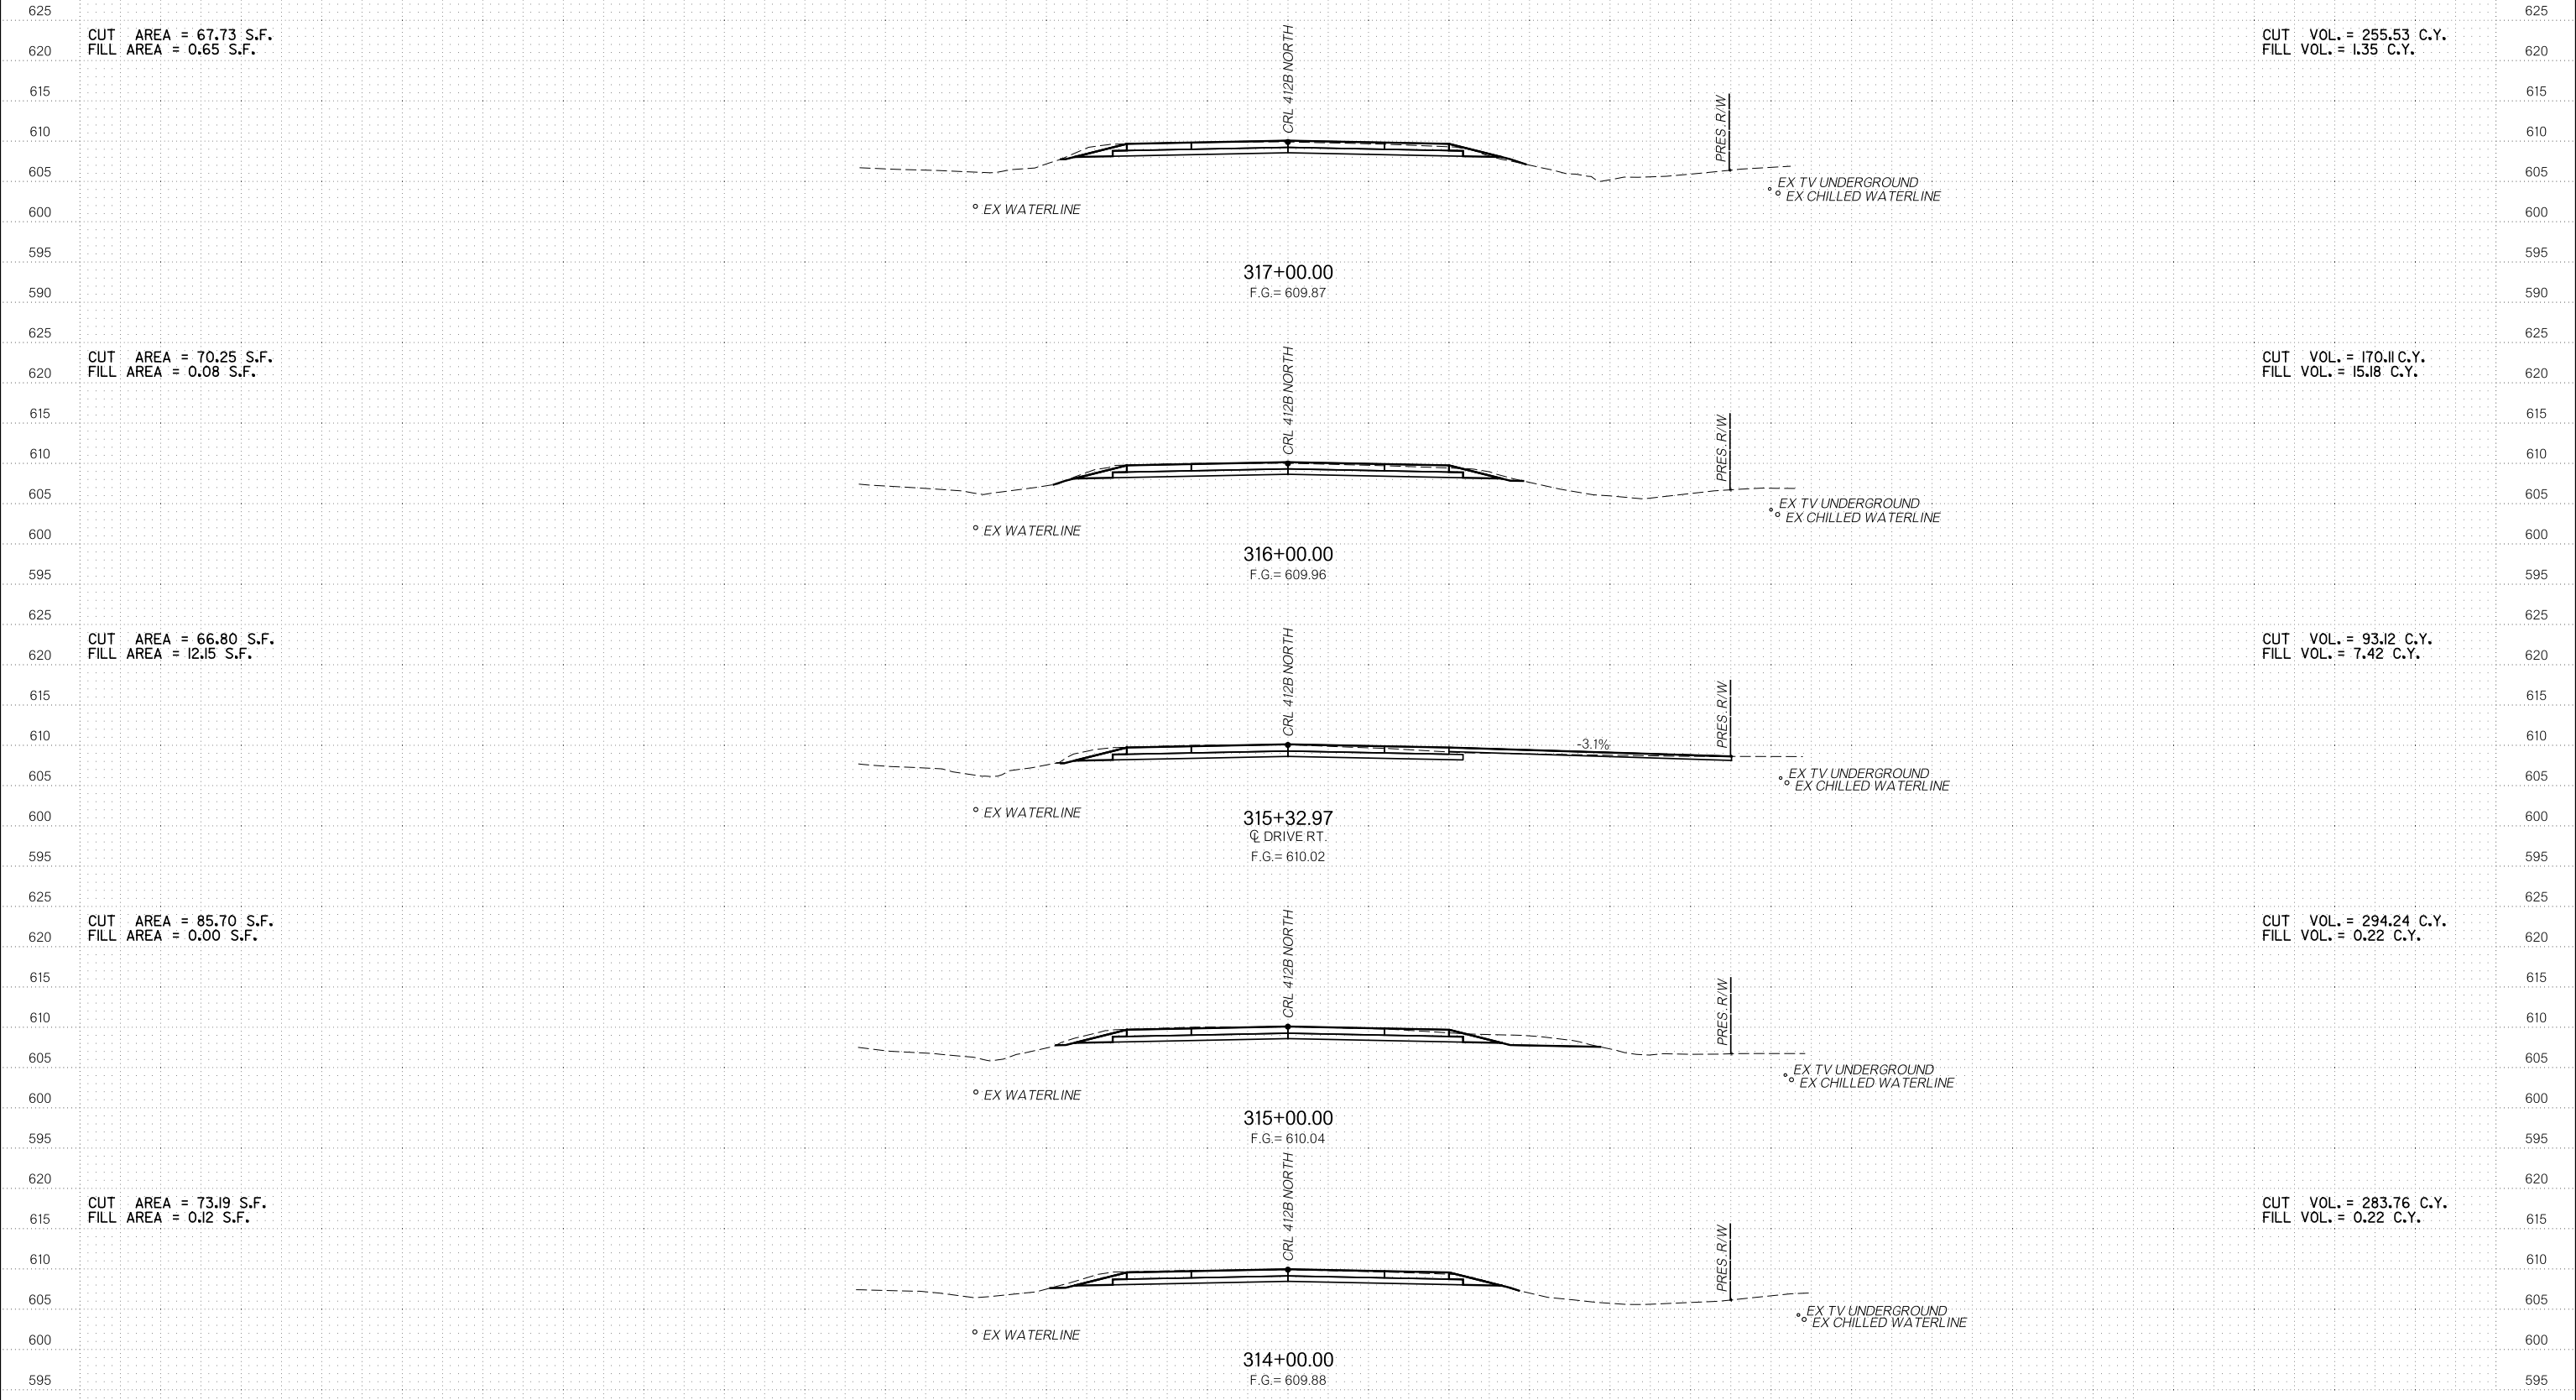 625 625
CUT AREA = 67.73 S.F. CUT VOL. = 255.53 C.Y.
FILL AREA = 0.65 S.F. FILL VOL. = 1.35 C.Y.
620 620
CRL 412B NORTH
615 615
PRES. R/W
610 610
605 605
EX TV UNDERGROUND
EX CHILLED WATERLINE
EX WATERLINE
600 600
595 595
317+00.00
F.G.= 609.87
590 590
625 625
CUT AREA = 70.25 S.F. CUT VOL. = 170.11 C.Y.
FILL AREA = 0.08 S.F. FILL VOL. = 15.18 C.Y.
620 620
CRL 412B NORTH
615 615
PRES. R/W
610 610
605 605
EX TV UNDERGROUND
EX CHILLED WATERLINE
EX WATERLINE
600 600
316+00.00
F.G.= 609.96
595 595
625 625
CUT AREA = 66.80 S.F. CUT VOL. = 93.12 C.Y.
FILL AREA = 12.15 S.F. FILL VOL. = 7.42 C.Y.
620 620
CRL 412B NORTH
615 615
PRES. R/W
610 610
-3.1%
605 605
EX TV UNDERGROUND
EX CHILLED WATERLINE
EX WATERLINE
600 600
315+32.97
℄ DRIVE RT.
F.G.= 610.02
595 595
625 625
CUT AREA = 85.70 S.F. CUT VOL. = 294.24 C.Y.
FILL AREA = 0.00 S.F. FILL VOL. = 0.22 C.Y.
620 620
CRL 412B NORTH
615 615
PRES. R/W
610 610
605 605
EX TV UNDERGROUND
EX CHILLED WATERLINE
EX WATERLINE
600 600
315+00.00
F.G.= 610.04
595 595
620 620
CUT AREA = 73.19 S.F. CUT VOL. = 283.76 C.Y.
FILL AREA = 0.12 S.F. FILL VOL. = 0.22 C.Y.
CRL 412B NORTH
615 615
PRES. R/W
610 610
605 605
EX TV UNDERGROUND
EX CHILLED WATERLINE
EX WATERLINE
600 600
314+00.00
F.G.= 609.88
595 595